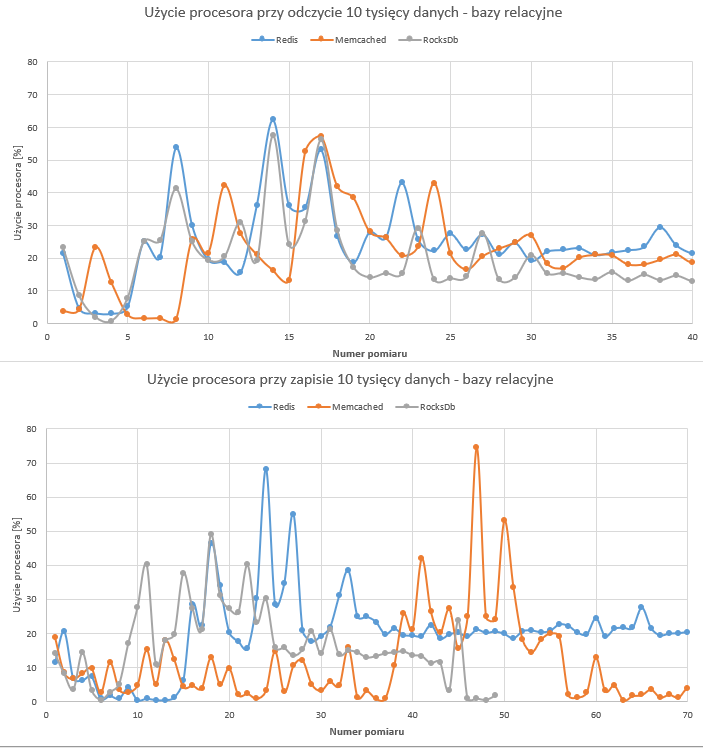 Użycie procesora przy odczycie 10 tysięcy danych - bazy relacyjne
Redis Memcached RocksDb
80
70
60
50
40
30
20
10
0
Użycie procesora [%]
0 5 10 15 20 25 30 35 40
Numer pomiaru
Użycie procesora przy zapisie 10 tysięcy danych - bazy relacyjne
Redis Memcached RocksDb
80
70
60
50
40
30
20
10
0
Użycie procesora [%]
0 10 20 30 40 50 60 70
Numer pomiaru